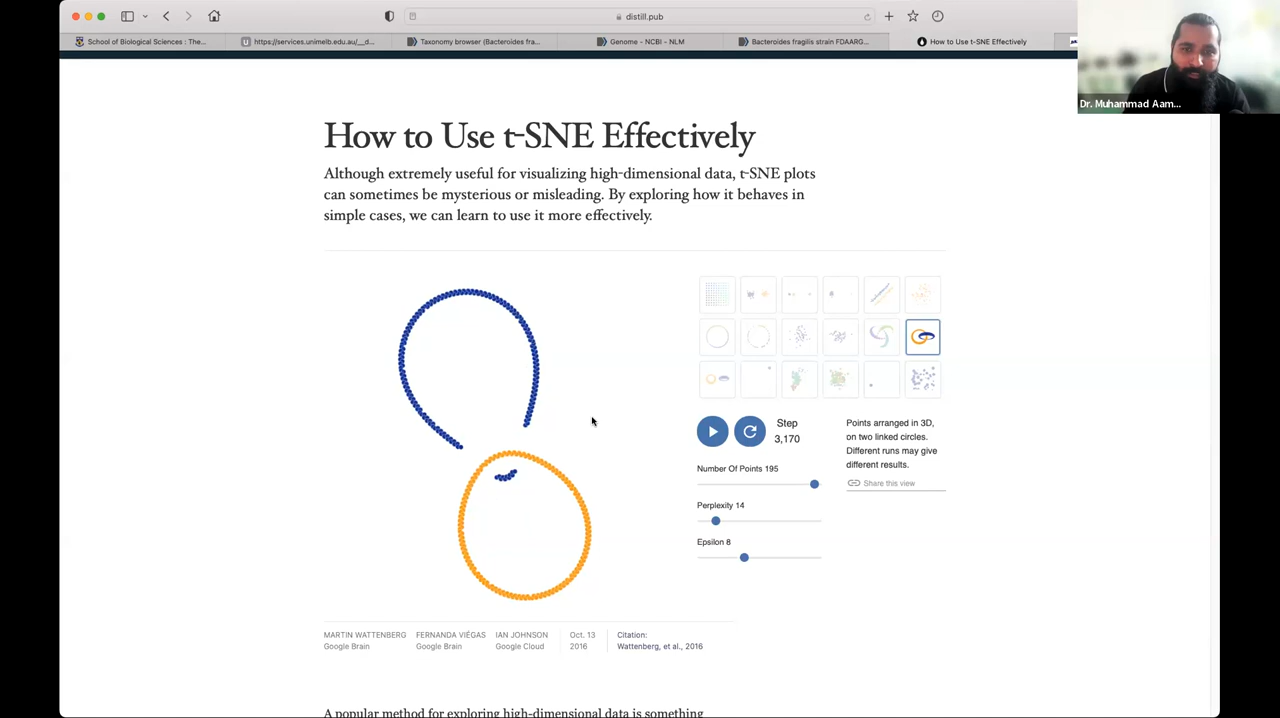 distill.pub
School of Biological Sciences : The...
https://services.unimelb.edu.au/__d...
Taxonomy browser (Bacteroides fra...
Genome - NCBI - NLM
Bacteroides fragilis strain FDAARG...
How to Use t-SNE Effectively
Dr. Muhammad Aam...
How to Use t-SNE Effectively
Although extremely useful for visualizing high-dimensional data, t-SNE plots
can sometimes be mysterious or misleading. By exploring how it behaves in
simple cases, we can learn to use it more effectively.
Step
3,170
Number Of Points 195
Perplexity 14
Epsilon 8
Points arranged in 3D,
on two linked circles.
Different runs may give
different results.
Share this view
MARTIN WATTENBERG
Google Brain
FERNANDA VIÉGAS
Google Brain
IAN JOHNSON
Google Cloud
Oct. 13
2016
Citation:
Wattenberg, et al., 2016
A popular method for exploring high-dimensional data is something